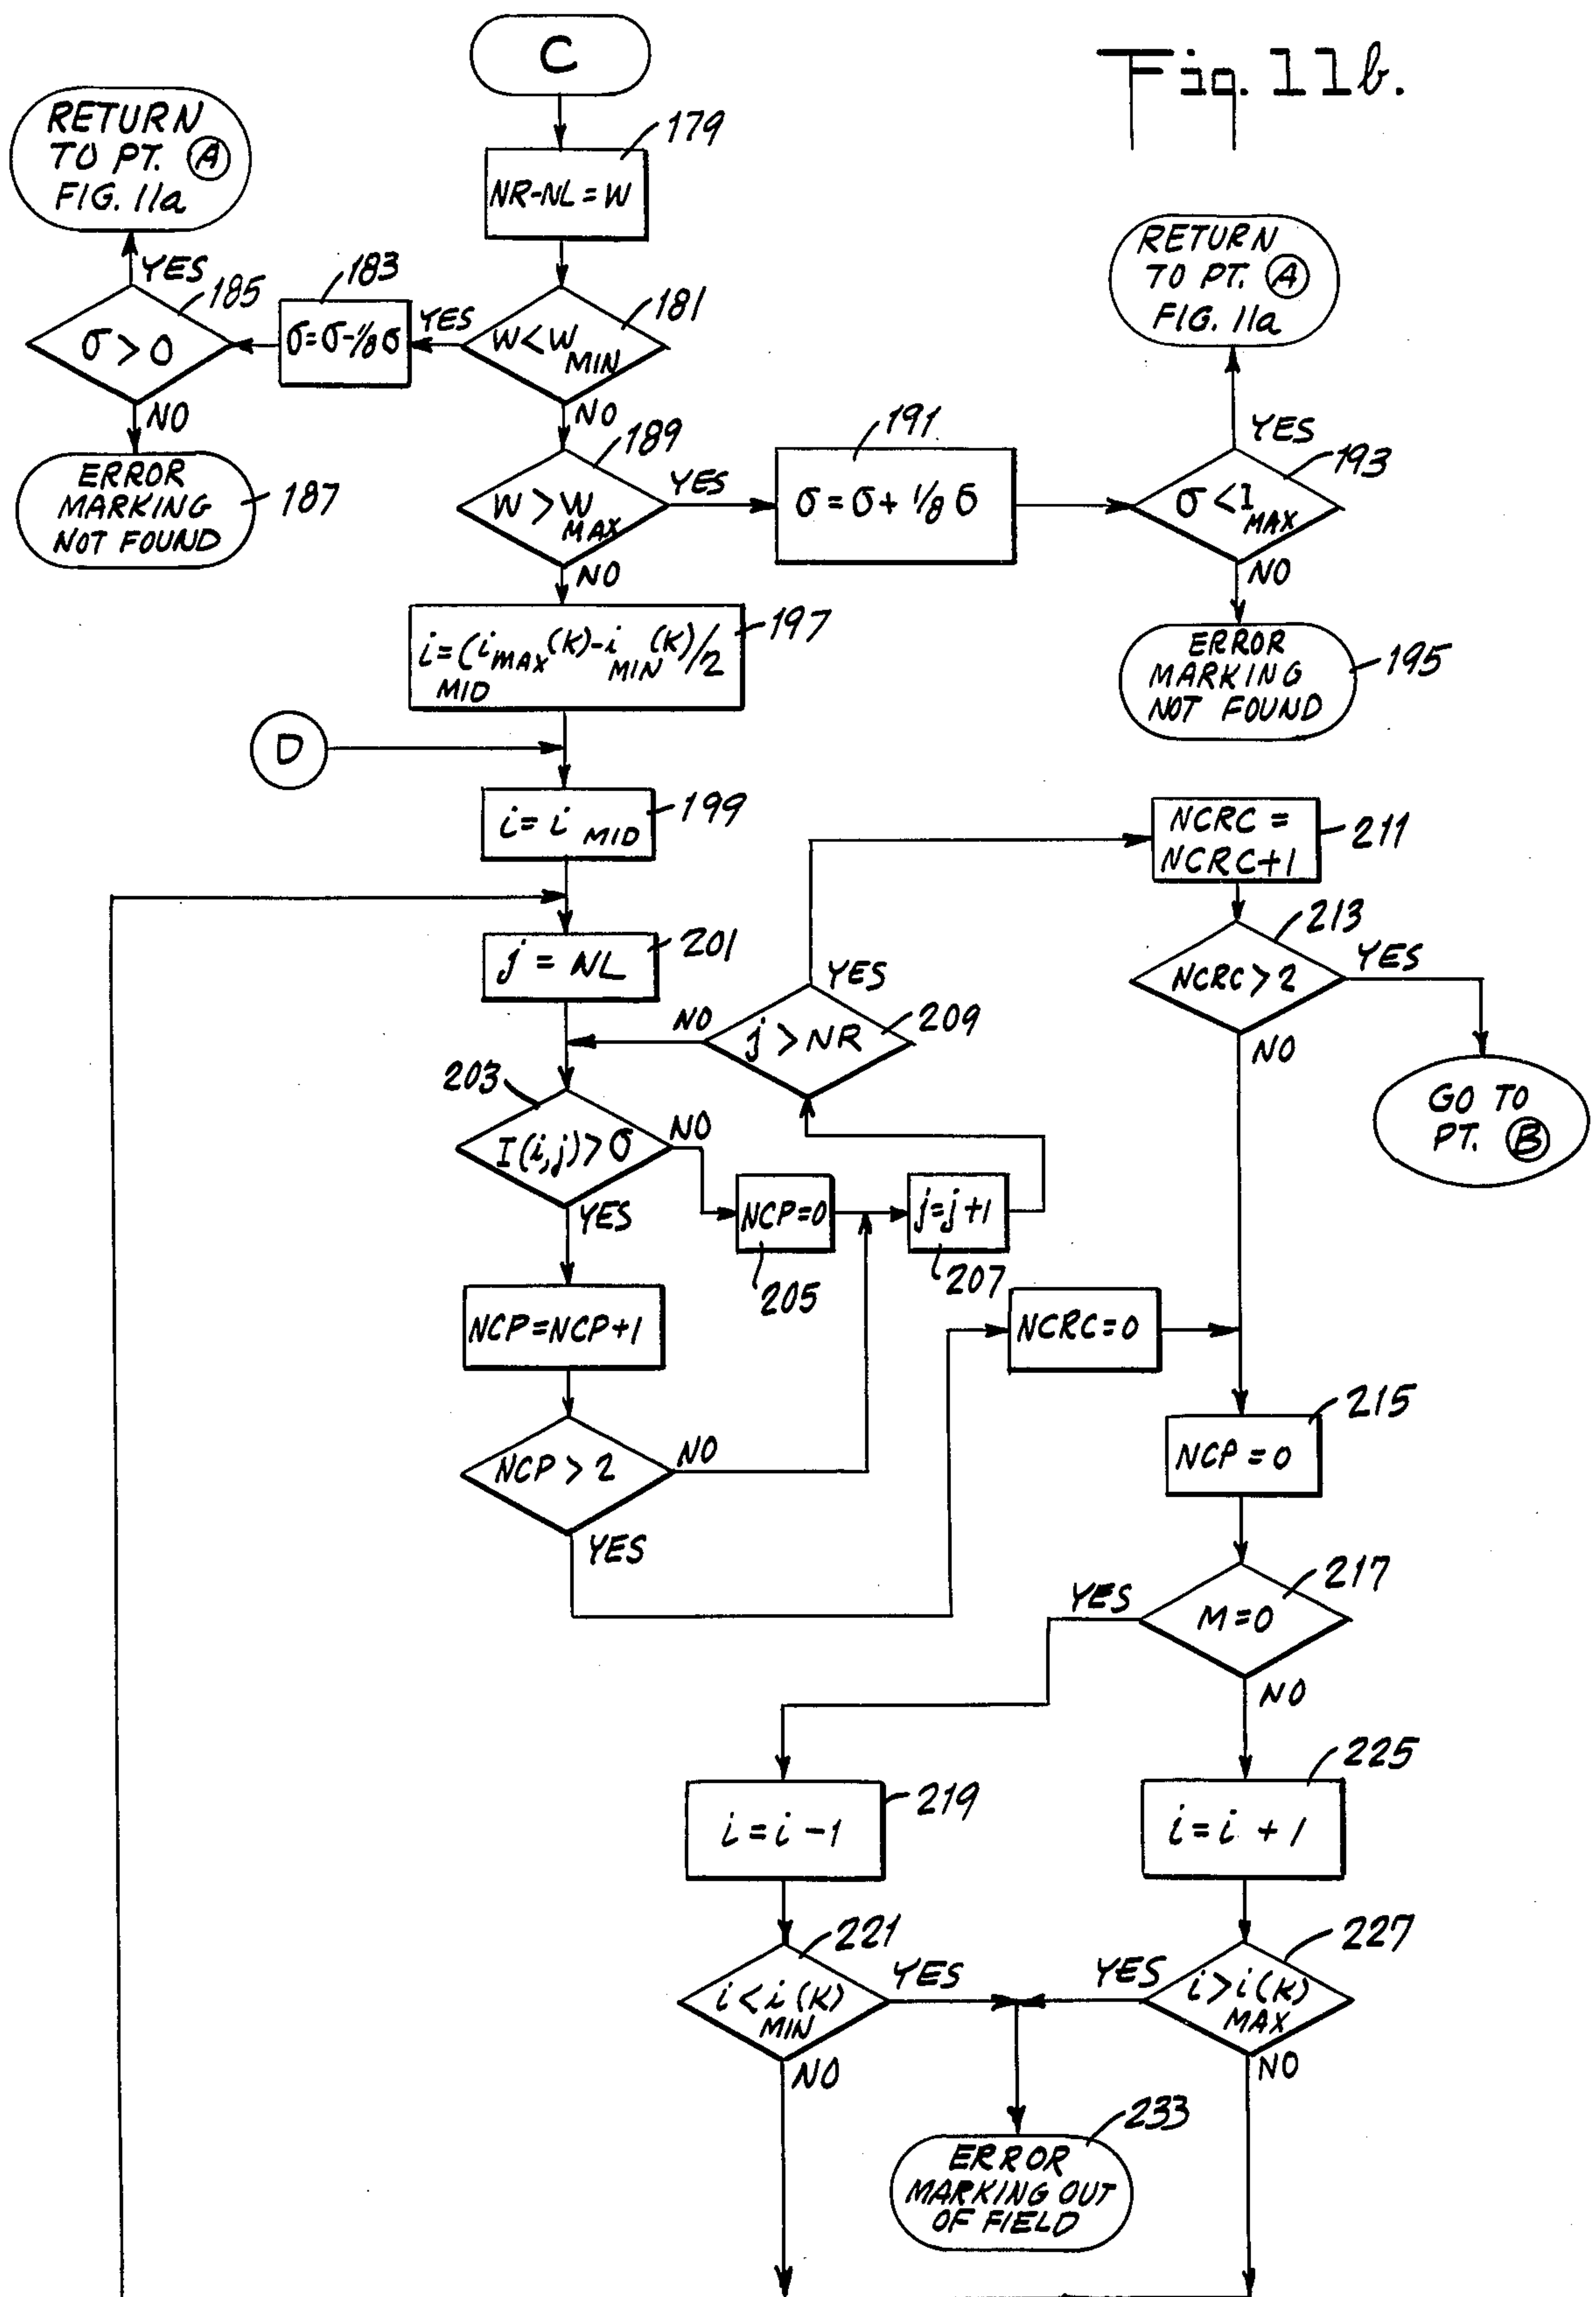 Fig. 11b.
C
RETURN
TO PT. Ⓐ
FIG. 11a
179
NR-NL=W
YES
185
σ > 0
183
σ=σ-1/8 σ
YES
181
W<W MIN
NO
ERROR
MARKING
NOT FOUND
187
NO
189
W>W MAX
YES
191
σ = σ + 1/8 σ
RETURN
TO PT. Ⓐ
FIG. 11a
YES
193
σ < I MAX
NO
ERROR
MARKING
NOT FOUND
195
NO
i MID =(i MAX (K)-i MIN (K)/2
197
D
i = i MID
199
j = NL
201
NO
j > NR
209
YES
NCRC =
NCRC+1
211
213
NCRC > 2
YES
NO
GO TO
PT. Ⓑ
203
I(i,j)>σ
NO
YES
NCP=0
205
j=j+1
207
NCP=NCP+1
NCRC=0
NCP > 2
NO
YES
215
NCP = 0
217
M=0
YES
NO
219
i = i -1
225
i = i + 1
221
i < i (K) MIN
YES
NO
227
i > i (K) MAX
YES
NO
233
ERROR
MARKING OUT
OF FIELD